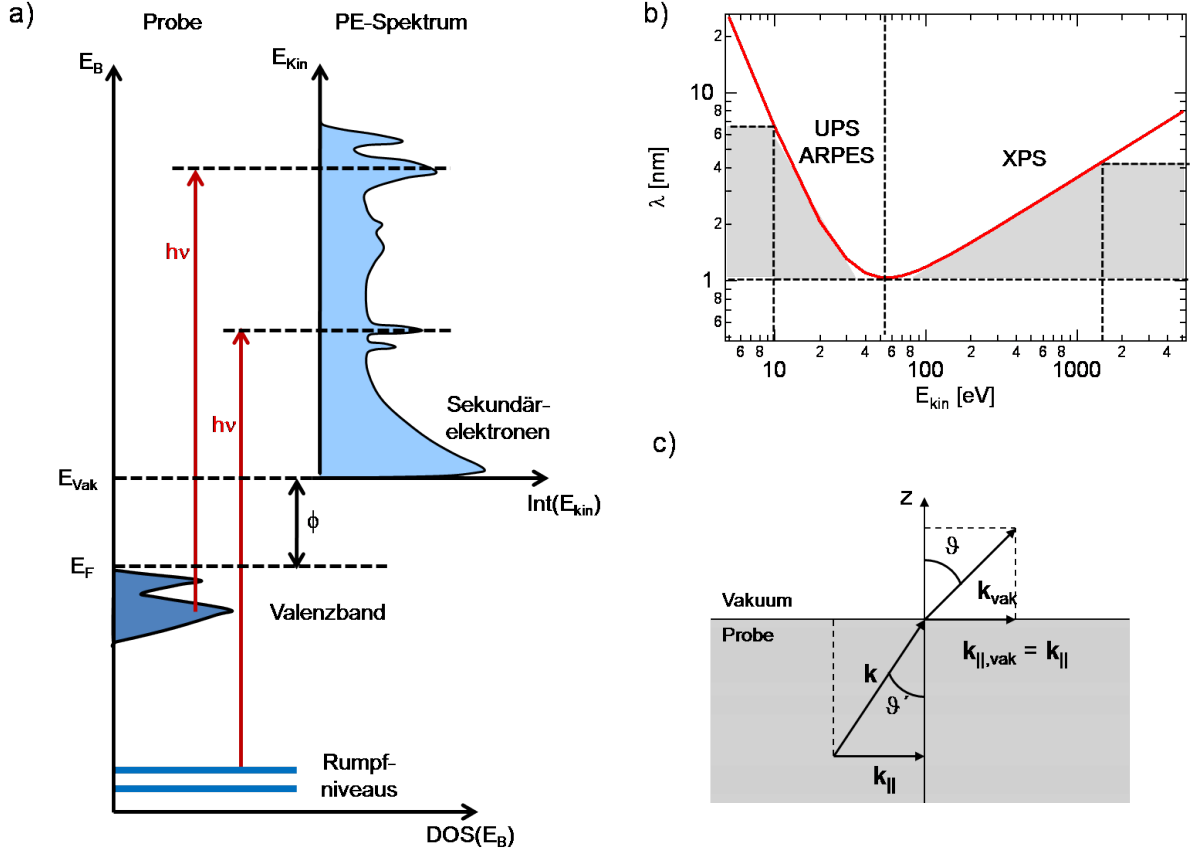 a)
Probe
PE-Spektrum
E_B
E_Kin
hν
hν
Sekundär-
elektronen
E_Vak
Int(E_kin)
ϕ
E_F
Valenzband
Rumpf-
niveaus
DOS(E_B)
b)
λ [nm]
2
10
8
6
4
2
1
8
6
UPS
ARPES
XPS
6 8 10 2 4 6 8 100 2 4 6 8 1000 2 4
E_kin [eV]
c)
z
ϑ
k_vak
Vakuum
Probe
k_||,vak = k_||
k
ϑ´
k_||